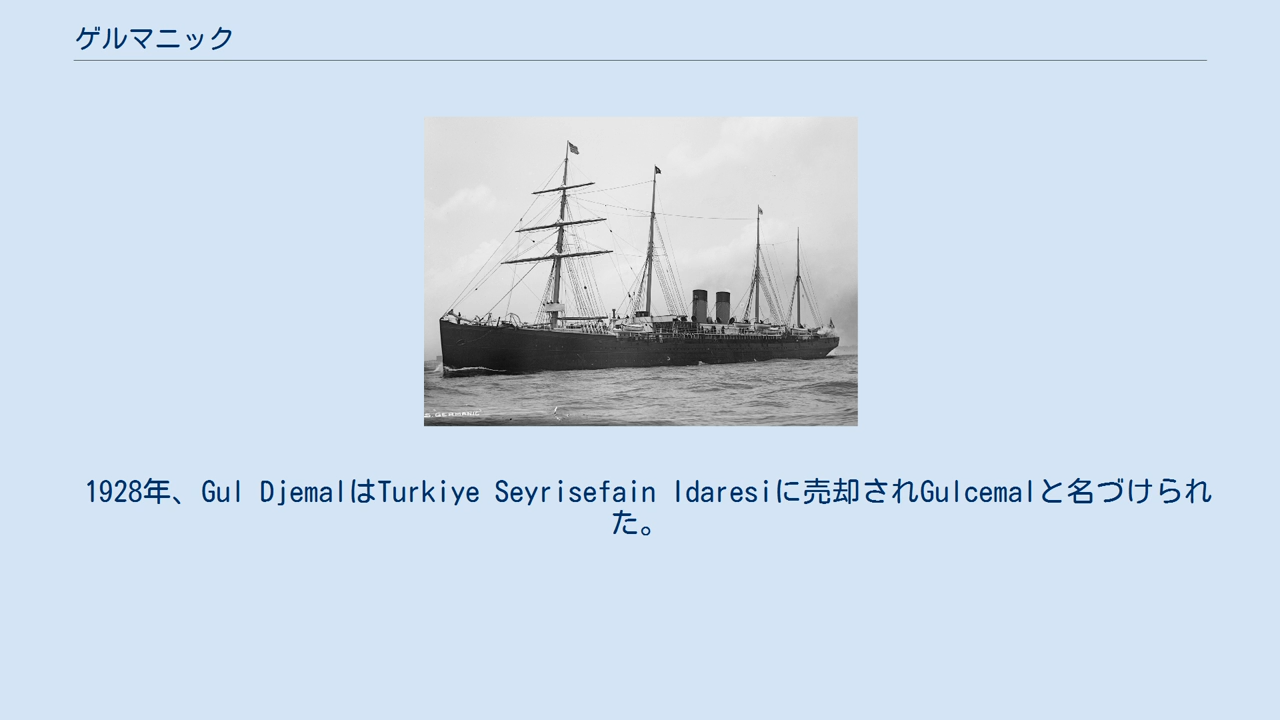 ゲルマニック
S. GERMANIC
1928年、Gul DjemalはTurkiye Seyrisefain Idaresiに売却されGulcemalと名づけられ
た。